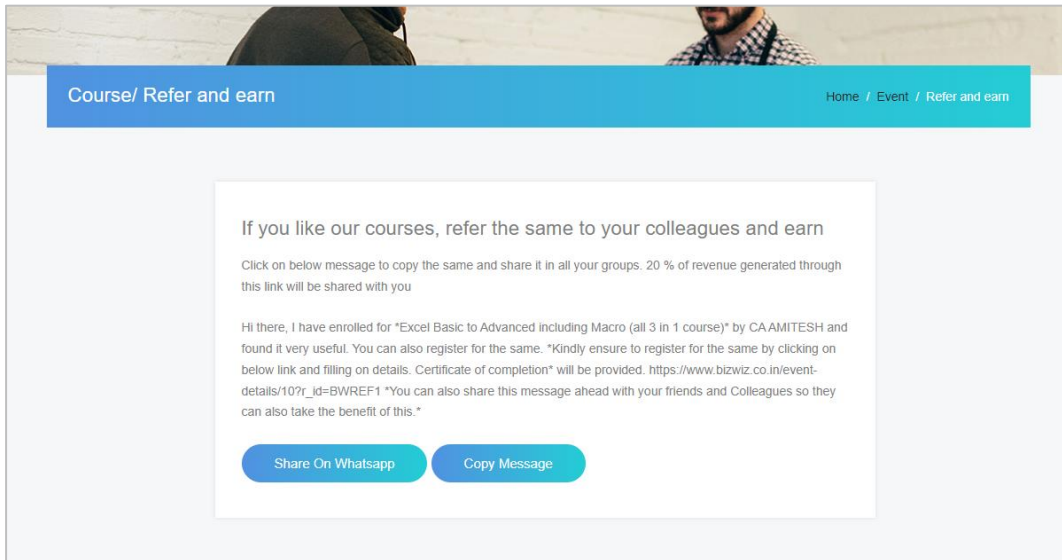 Course/ Refer and earn
Home / Event / Refer and earn
If you like our courses, refer the same to your colleagues and earn
Click on below message to copy the same and share it in all your groups. 20 % of revenue generated through
this link will be shared with you
Hi there, I have enrolled for *Excel Basic to Advanced including Macro (all 3 in 1 course)* by CA AMITESH and
found it very useful. You can also register for the same. *Kindly ensure to register for the same by clicking on
below link and filling on details. Certificate of completion* will be provided. https://www.bizwiz.co.in/event-
details/10?r_id=BWREF1 *You can also share this message ahead with your friends and Colleagues so they
can also take the benefit of this.*
Share On Whatsapp
Copy Message